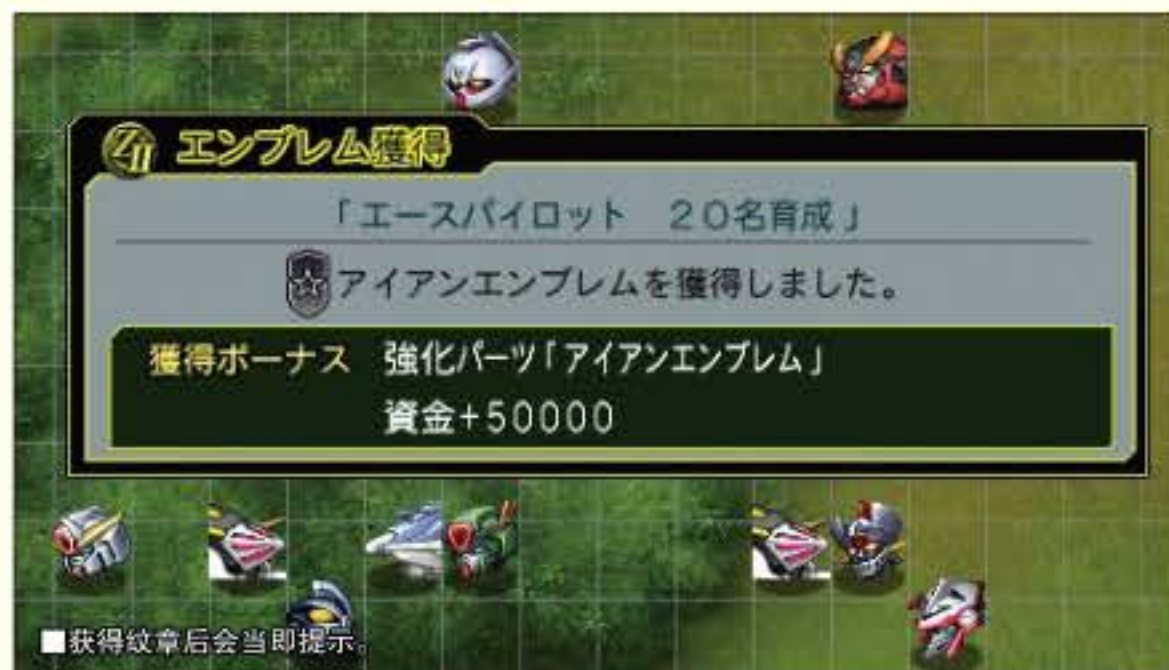 ZII エンブレム獲得
「エースパイロット　２０名育成」
アイアンエンブレムを獲得しました。
獲得ボーナス　強化パーツ「アイアンエンブレム」
資金+50000
■获得纹章后会当即提示。